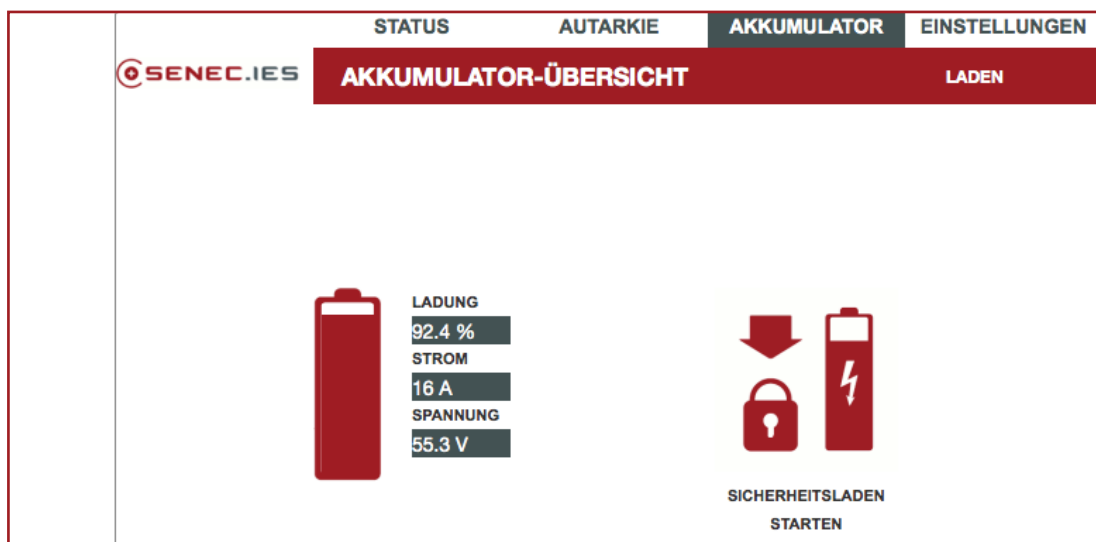 STATUS AUTARKIE AKKUMULATOR EINSTELLUNGEN
SENEC.IES AKKUMULATOR-ÜBERSICHT LADEN
LADUNG
92.4 %
STROM
16 A
SPANNUNG
55.3 V
SICHERHEITSLADEN
STARTEN